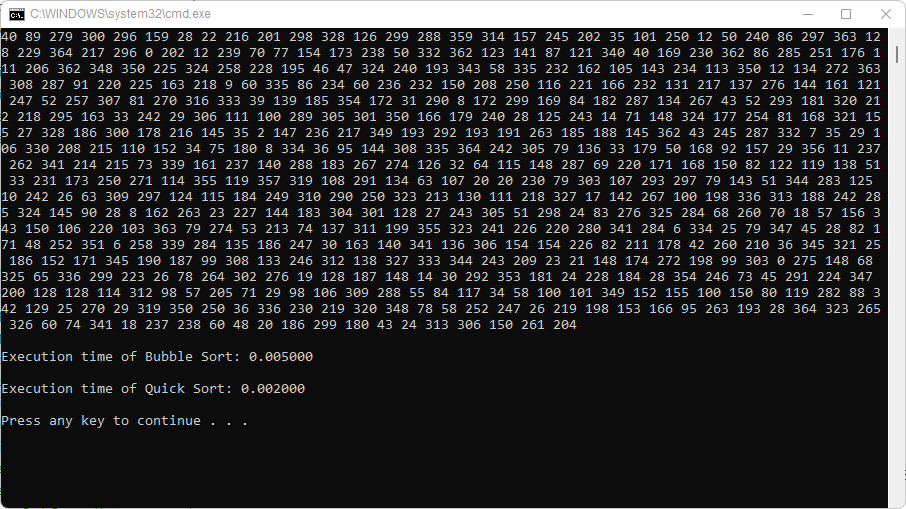 C:\WINDOWS\system32\cmd.exe
40 89 279 300 296 159 28 22 216 201 298 328 126 299 288 359 314 157 245 202 35 101 250 12 50 240 86 297 363 12
8 229 364 217 296 0 202 12 239 70 77 154 173 238 50 332 362 123 141 87 121 340 40 169 230 362 86 285 251 176 1
11 206 362 348 350 225 324 258 228 195 46 47 324 240 193 343 58 335 232 162 105 143 234 113 350 12 134 272 363
308 287 91 220 225 163 218 9 60 335 86 234 60 236 232 150 208 250 116 221 166 232 131 217 137 276 144 161 121
247 52 257 307 81 270 316 333 39 139 185 354 172 31 290 8 172 299 169 84 182 287 134 267 43 52 293 181 320 21
2 218 295 163 33 242 29 306 111 100 289 305 301 350 166 179 240 28 125 243 14 71 148 324 177 254 81 168 321 15
5 27 328 186 300 178 216 145 35 2 147 236 217 349 193 292 193 191 263 185 188 145 362 43 245 287 332 7 35 29 1
06 330 208 215 110 152 34 75 180 8 334 36 95 144 308 335 364 242 305 79 136 33 179 50 168 92 157 29 356 11 237
262 341 214 215 73 339 161 237 140 288 183 267 274 126 32 64 115 148 287 69 220 171 168 150 82 122 119 138 51
33 231 173 250 271 114 355 119 357 319 108 291 134 63 107 20 20 230 79 303 107 293 297 79 143 51 344 283 125
10 242 26 63 309 297 124 115 184 249 310 290 250 323 213 130 111 218 327 17 142 267 100 198 336 313 188 242 28
5 324 145 90 28 8 162 263 23 227 144 183 304 301 128 27 243 305 51 298 24 83 276 325 284 68 260 70 18 57 156 3
43 150 106 220 103 363 79 274 53 213 74 137 311 199 355 323 241 226 220 280 341 284 6 334 25 79 347 45 28 82 1
71 48 252 351 6 258 339 284 135 186 247 30 163 140 341 136 306 154 154 226 82 211 178 42 260 210 36 345 321 25
186 152 171 345 190 187 99 308 133 246 312 138 327 333 344 243 209 23 21 148 174 272 198 99 303 0 275 148 68
325 65 336 299 223 26 78 264 302 276 19 128 187 148 14 30 292 353 181 24 228 184 28 354 246 73 45 291 224 347
200 128 128 114 312 98 57 205 71 29 98 106 309 288 55 84 117 34 58 100 101 349 152 155 100 150 80 119 282 88 3
42 129 25 270 29 319 350 250 36 336 230 219 320 348 78 58 252 247 26 219 198 153 166 95 263 193 28 364 323 265
326 60 74 341 18 237 238 60 48 20 186 299 180 43 24 313 306 150 261 204
Execution time of Bubble Sort: 0.005000
Execution time of Quick Sort: 0.002000
Press any key to continue . . .